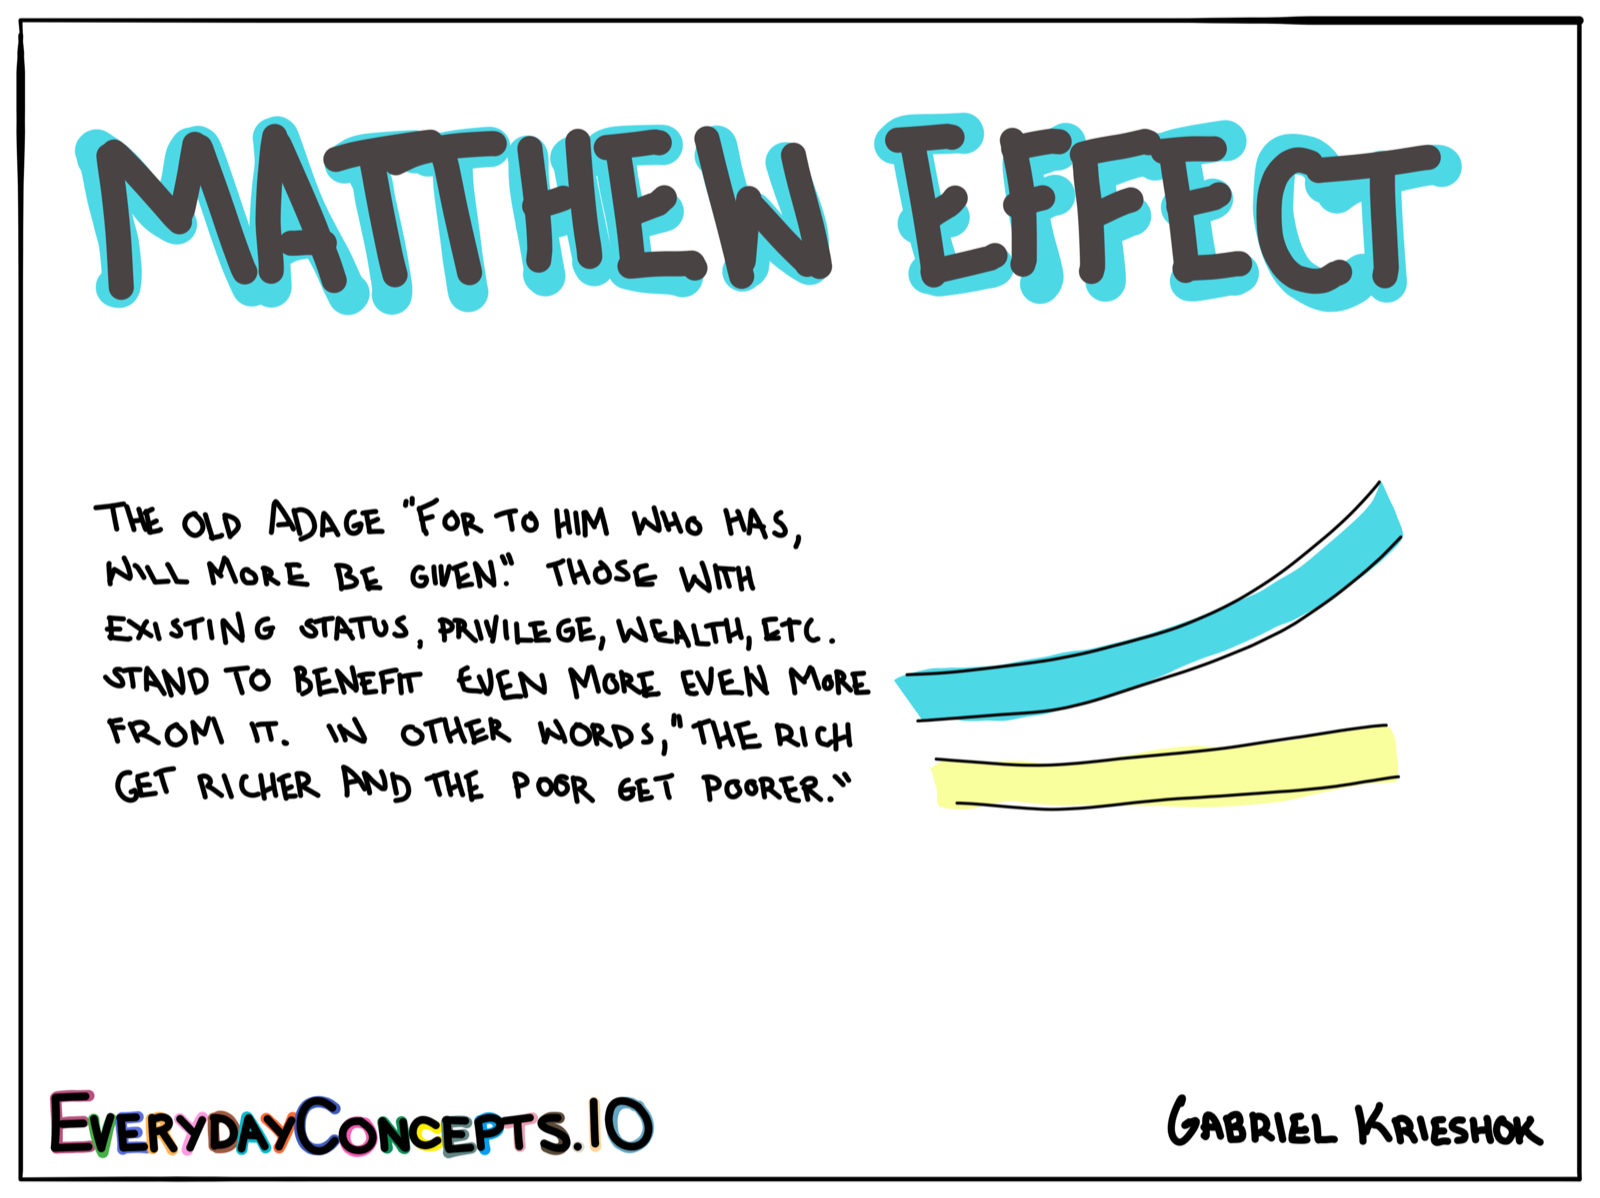 MATTHEW EFFECT
THE OLD ADAGE "FOR TO HIM WHO HAS,
WILL MORE BE GIVEN." THOSE WITH
EXISTING STATUS, PRIVILEGE, WEALTH, ETC.
STAND TO BENEFIT EVEN MORE EVEN MORE
FROM IT. IN OTHER WORDS, "THE RICH
GET RICHER AND THE POOR GET POORER."
EVERYDAYCONCEPTS.IO
GABRIEL KRIESHOK